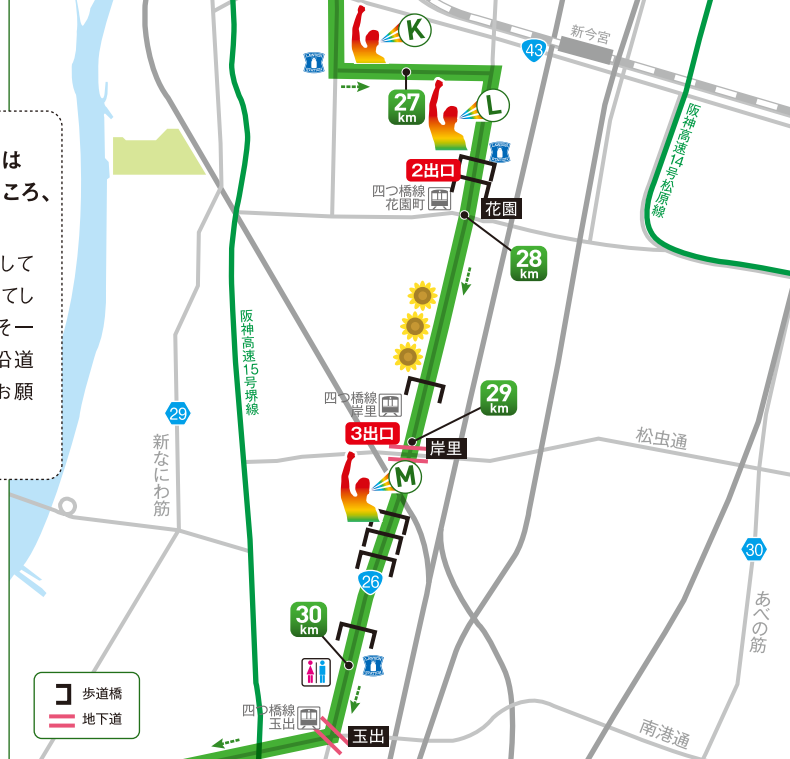 K
新今宮
43
27
km
L
は
ころ、
2出口
四つ橋線
花園町
花園
阪神高速14号松原線
28
km
して
てし
そー
沿道
お願
阪神高速15号堺線
四つ橋線
岸里
29
km
29
新なにわ筋
3出口
岸里
松虫通
M
26
30
あべの筋
30
km
歩道橋
地下道
四つ橋線
玉出
玉出
南港通